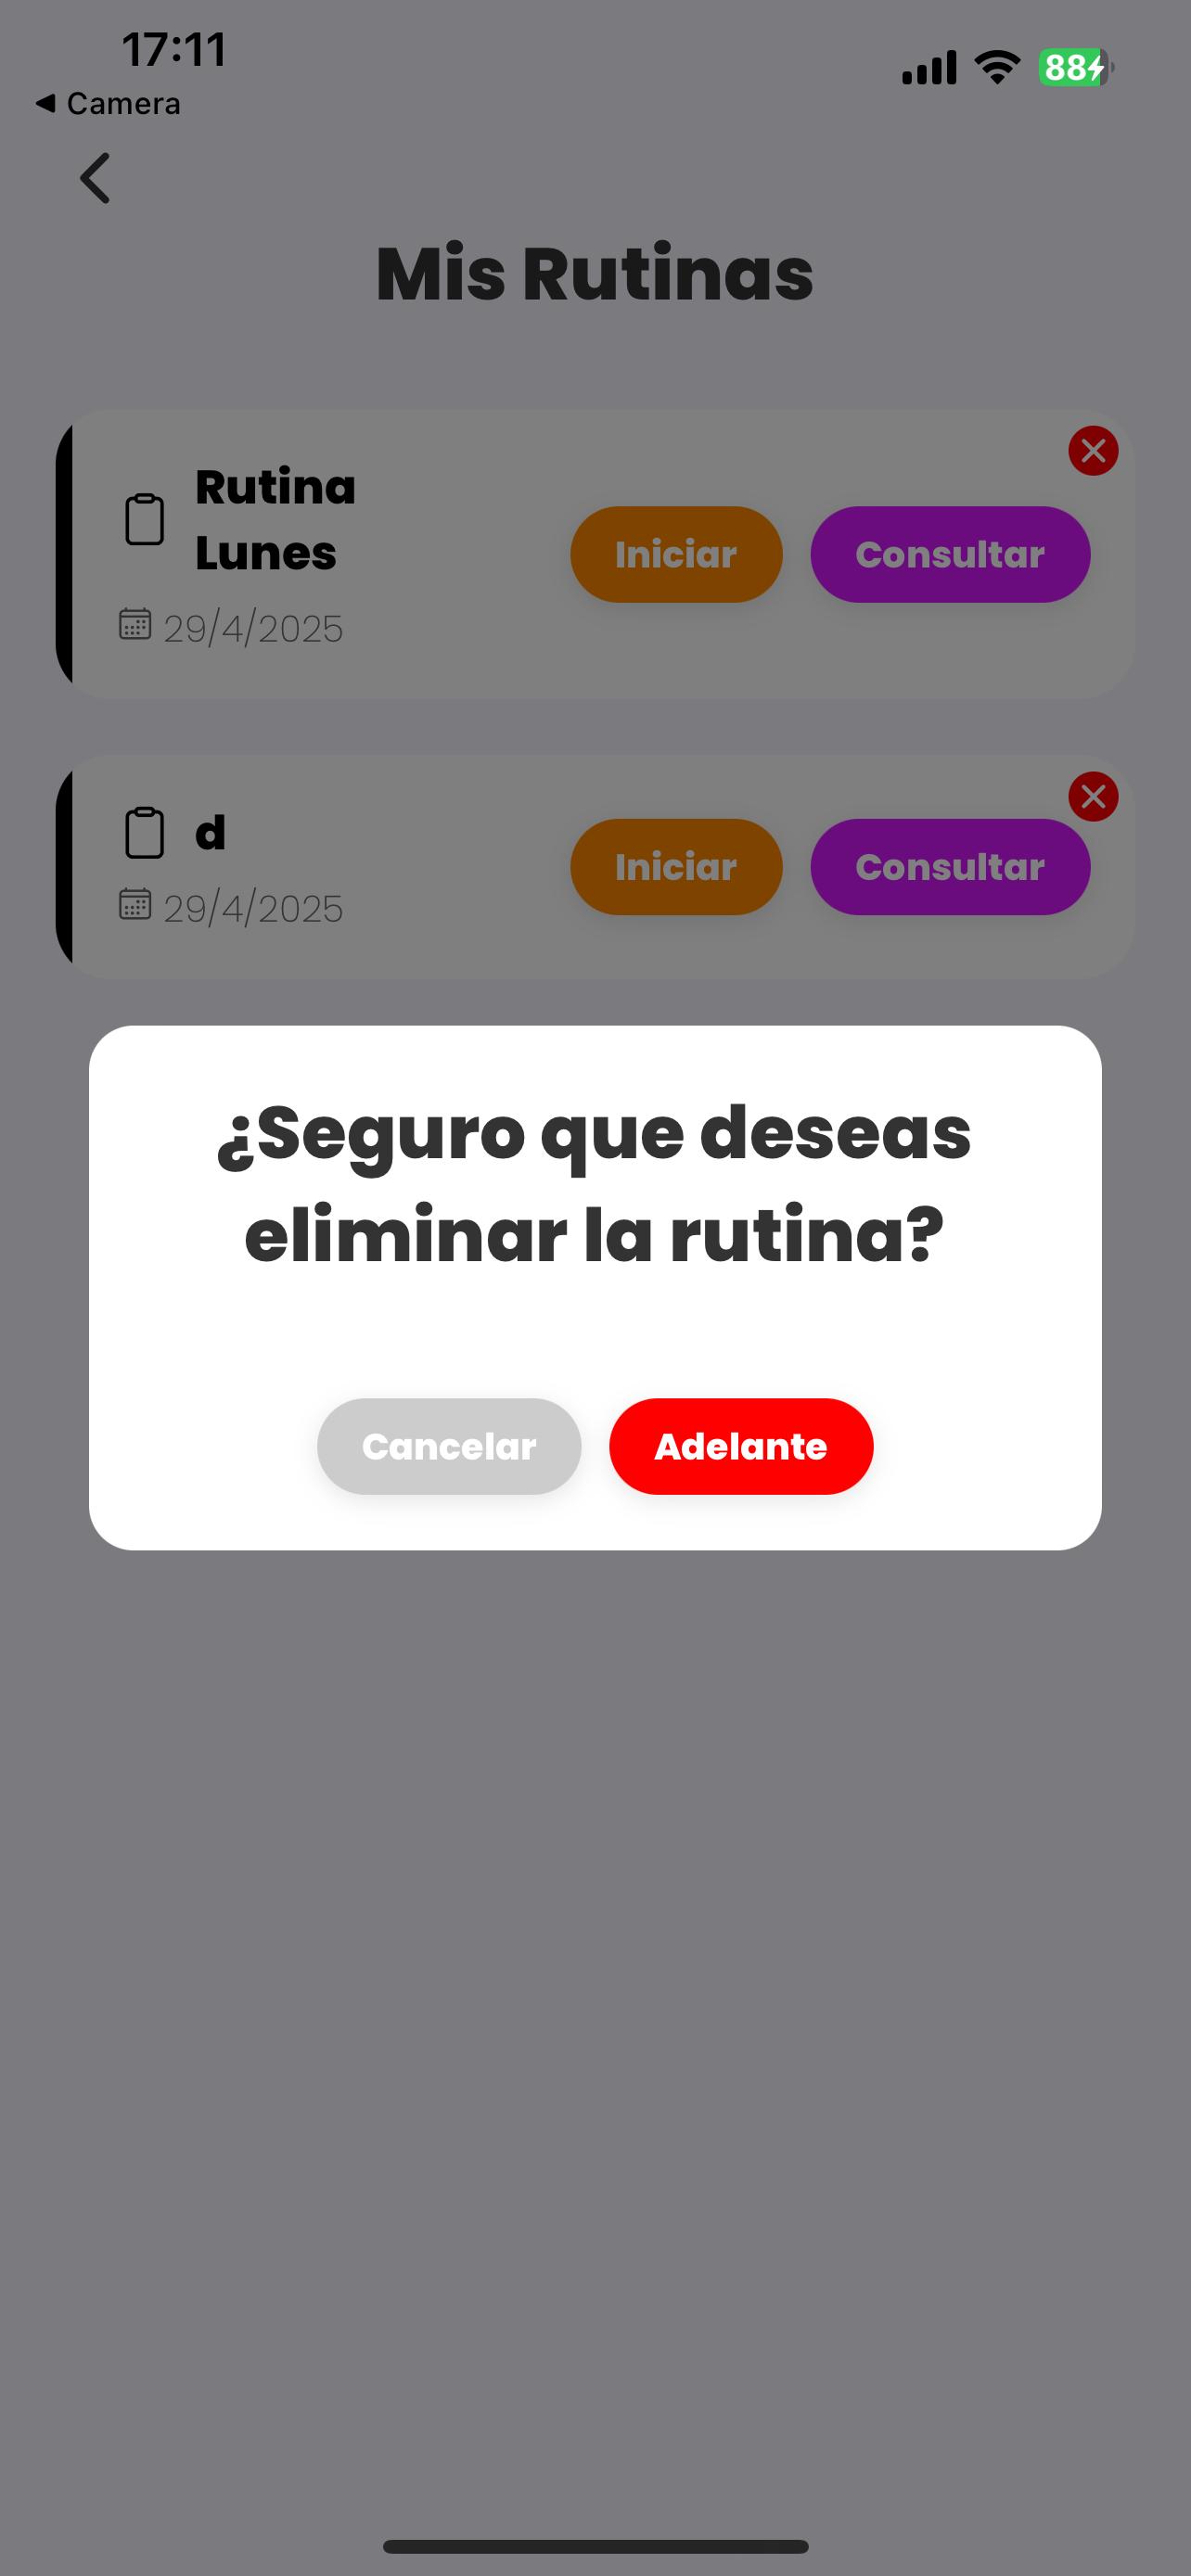 17:11
88
Camera
Mis Rutinas
Rutina
Lunes
Iniciar
Consultar
29/4/2025
d
Iniciar
Consultar
29/4/2025
¿Seguro que deseas
eliminar la rutina?
Cancelar
Adelante